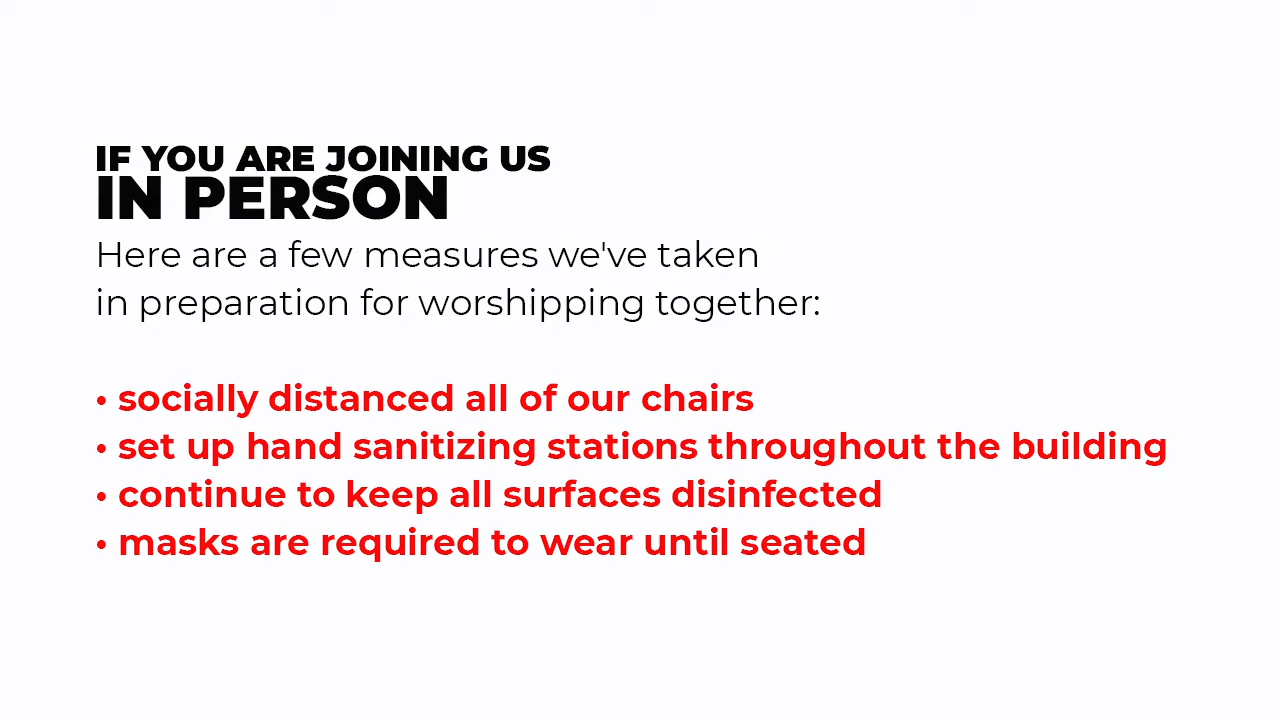 IF YOU ARE JOINING US
IN PERSON
Here are a few measures we've taken
in preparation for worshipping together:
• socially distanced all of our chairs
• set up hand sanitizing stations throughout the building
• continue to keep all surfaces disinfected
• masks are required to wear until seated